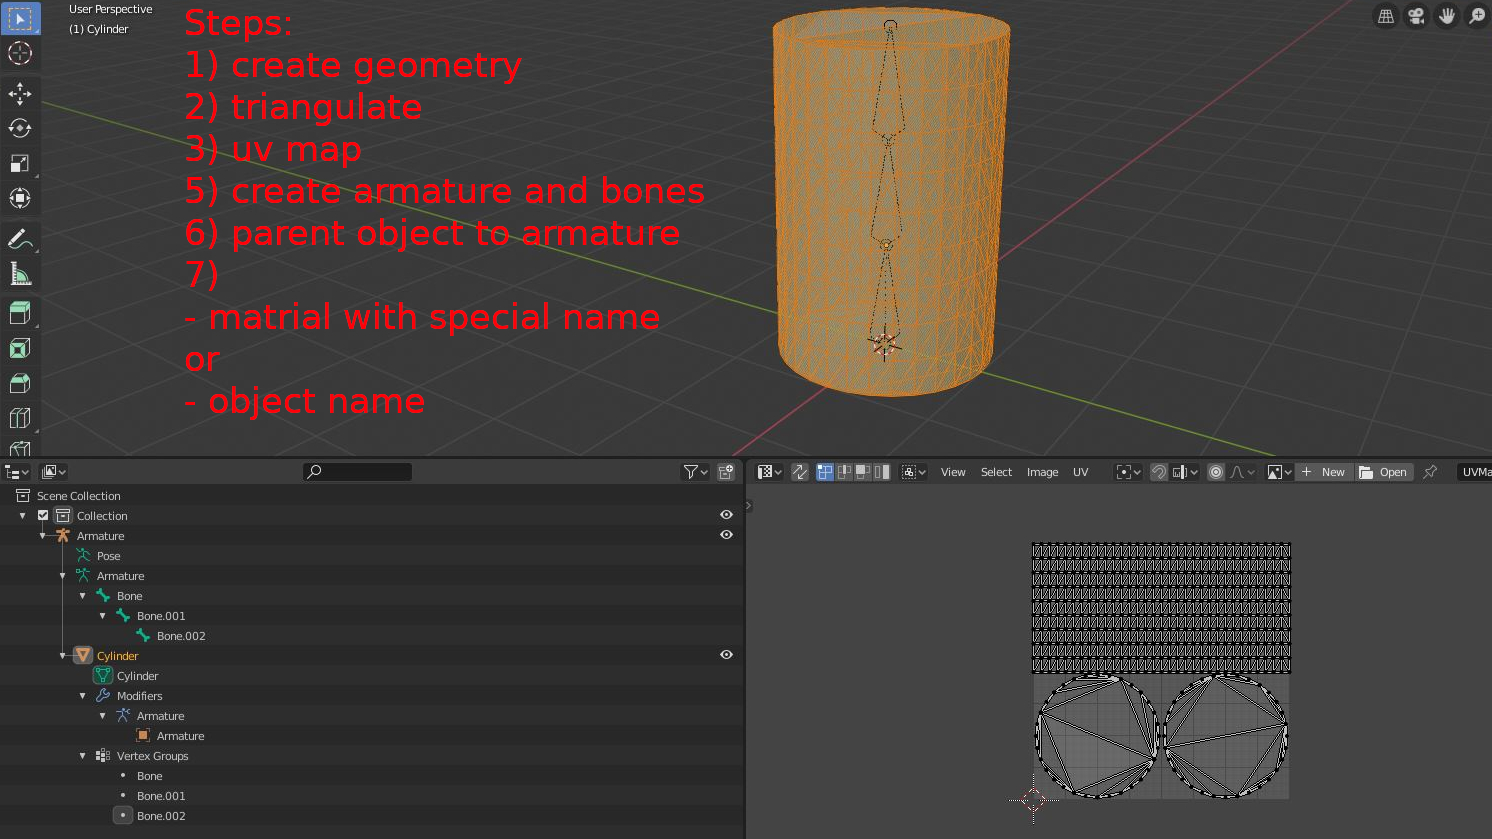 User Perspective
(1) Cylinder
Steps:
1) create geometry
2) triangulate
3) uv map
5) create armature and bones
6) parent object to armature
7)
- matrial with special name
or
- object name
View Select Image UV New Open UVMa
Scene Collection
Collection
Armature
Pose
Armature
Bone
Bone.001
Bone.002
Cylinder
Cylinder
Modifiers
Armature
Armature
Vertex Groups
Bone
Bone.001
Bone.002